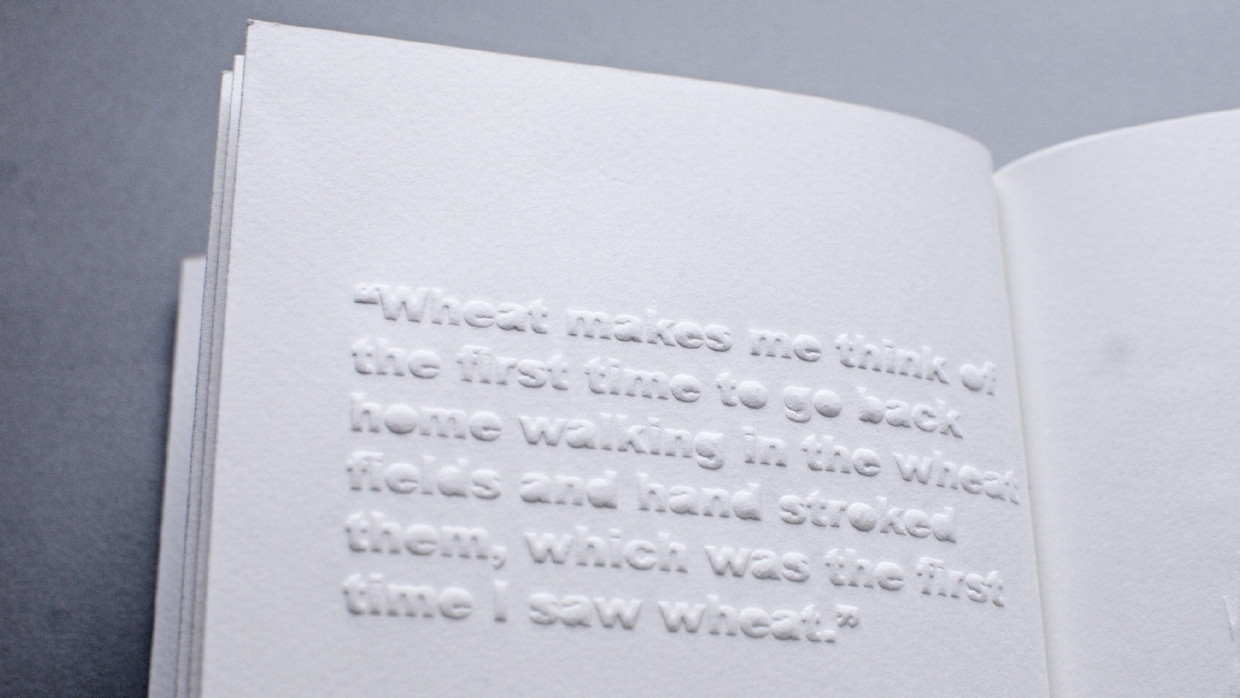 “Wheat makes me think of
the first time to go back
home walking in the wheat
fields and hand stroked
them, which was the first
time I saw wheat.”